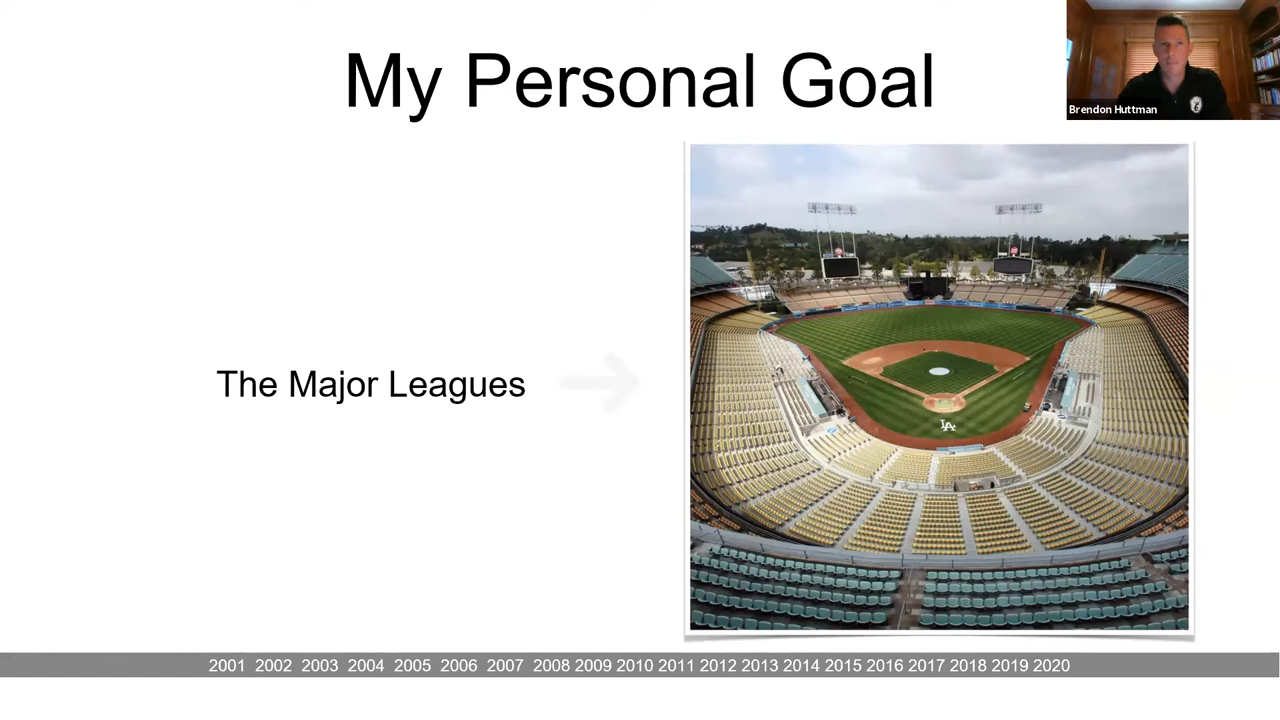 My Personal Goal
Brendon Huttman
The Major Leagues
LA
2001 2002 2003 2004 2005 2006 2007 2008 2009 2010 2011 2012 2013 2014 2015 2016 2017 2018 2019 2020